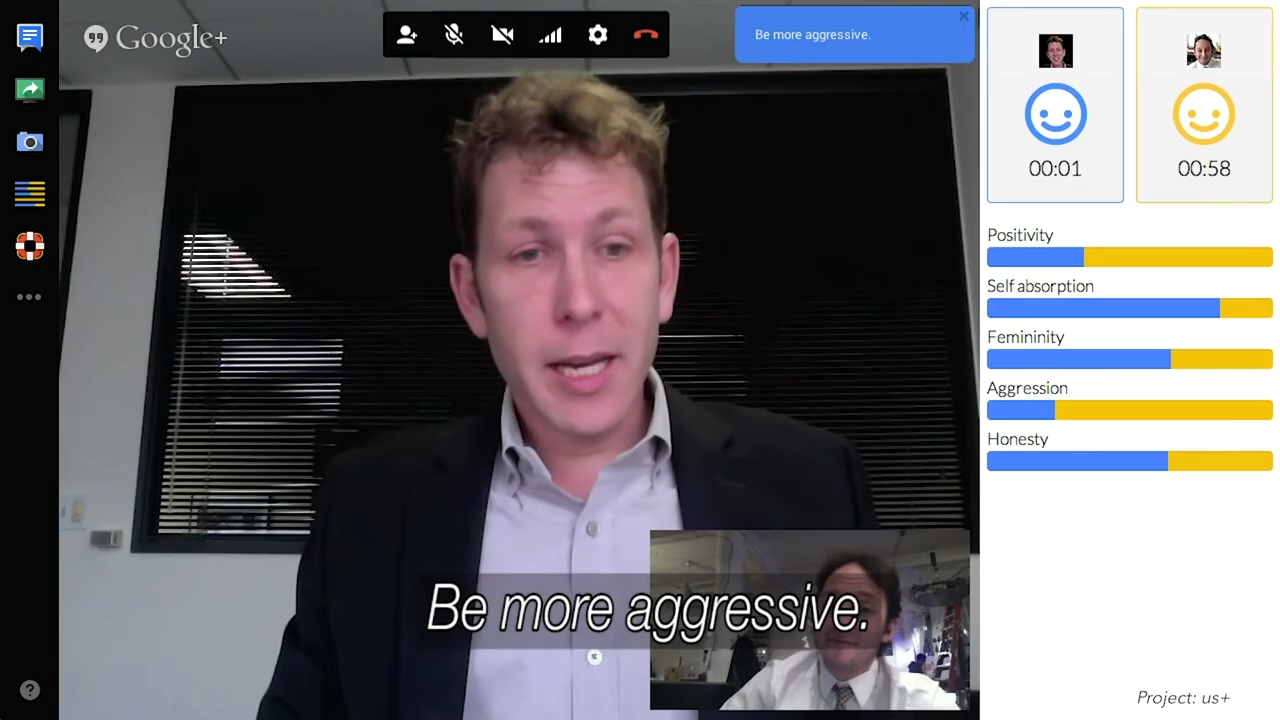 Google+
Be more aggressive.
00:01
00:58
Positivity
Self absorption
Femininity
Aggression
Honesty
Be more aggressive.
Project: us+